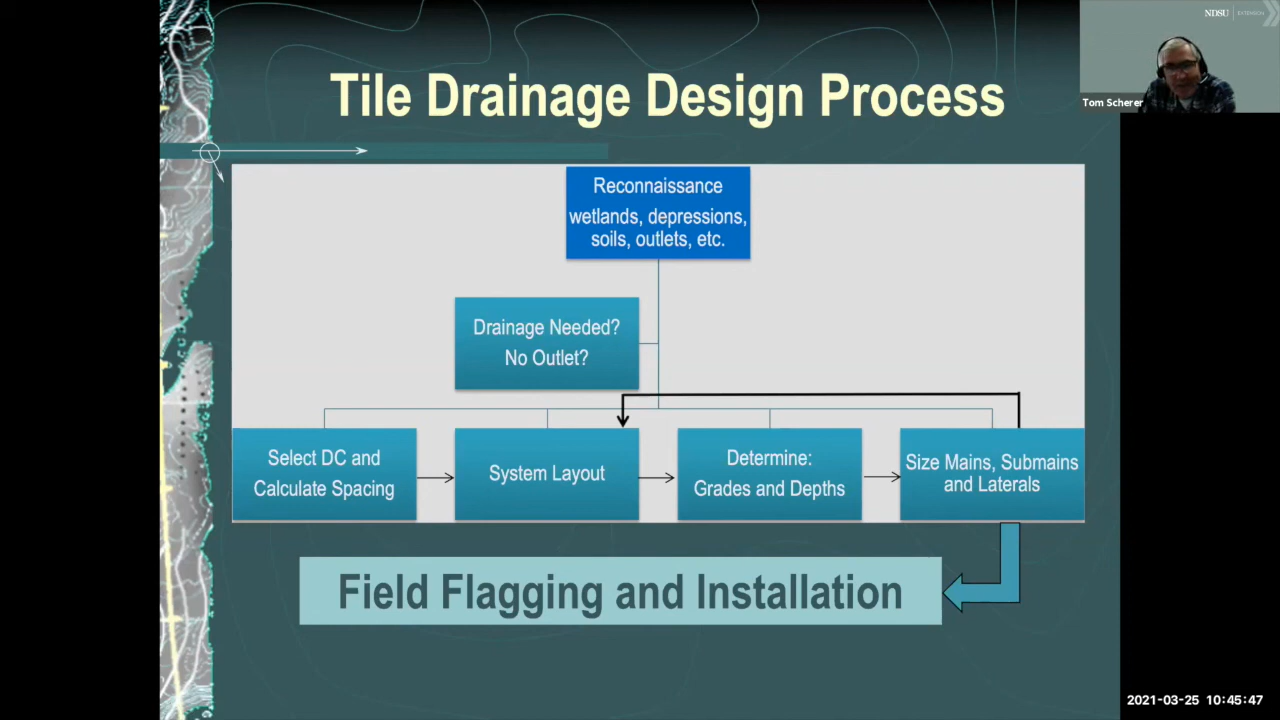 Tile Drainage Design Process
NDSU EXTENSION
Tom Scherer
Reconnaissance
wetlands, depressions,
soils, outlets, etc.
Drainage Needed?
No Outlet?
Select DC and
Calculate Spacing
System Layout
Determine:
Grades and Depths
Size Mains, Submains
and Laterals
Field Flagging and Installation
2021-03-25 10:45:47